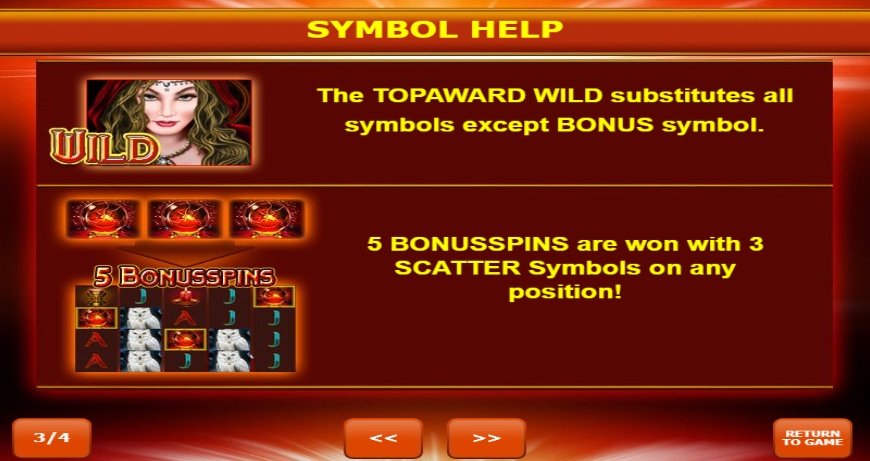 SYMBOL HELP
The TOPAWARD WILD substitutes all
symbols except BONUS symbol.
WILD
5 BONUSSPINS are won with 3
SCATTER Symbols on any
position!
5 BONUSSPINS
J J
A J J
A
A J
3/4
<<
>>
RETURN
TO GAME